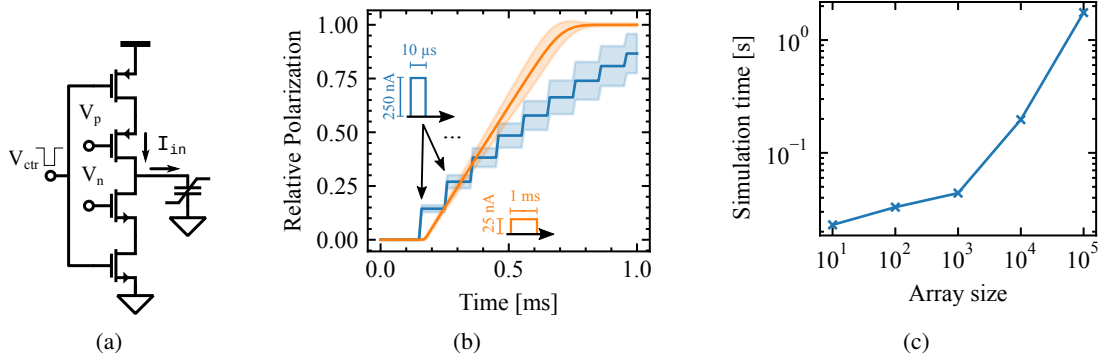 V_p
V_ctr
V_n
I_in
(a)
Relative Polarization
1.00
0.75
0.50
0.25
0.00
10 µs
250 nA
...
1 ms
25 nA
0.0
0.5
1.0
Time [ms]
(b)
Simulation time [s]
10^0
10^-1
10^1
10^2
10^3
10^4
10^5
Array size
(c)